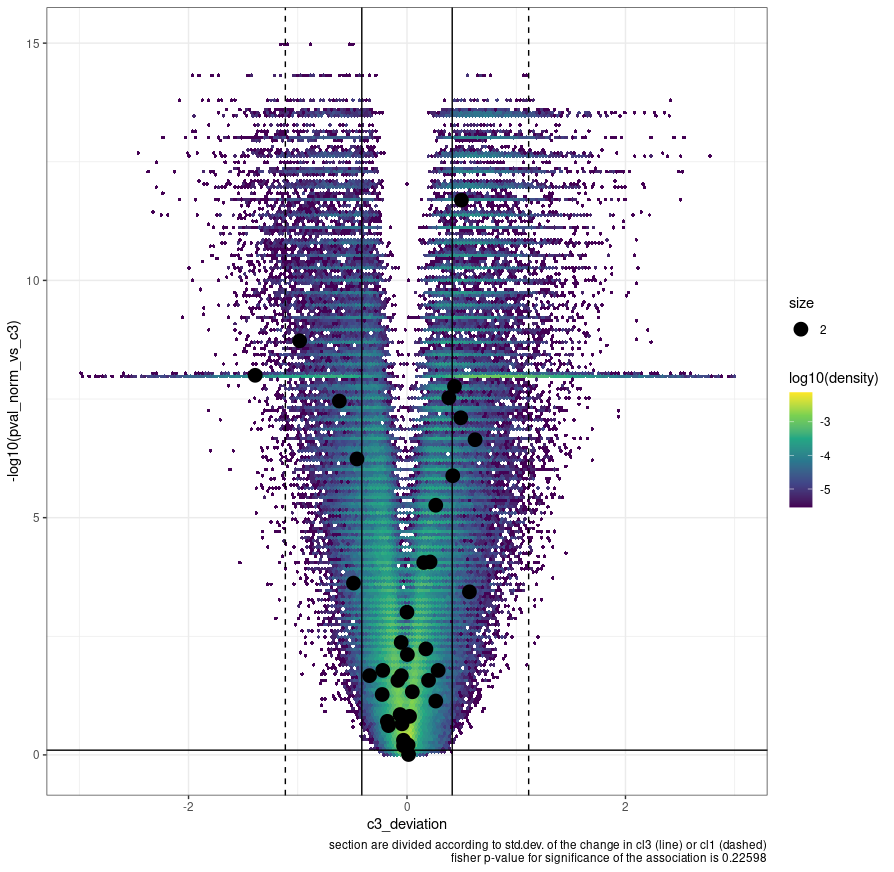 15
10
5
0
-log10(pval_norm_vs_c3)
-2
0
2
c3_deviation
size
2
log10(density)
-3
-4
-5
section are divided according to std.dev. of the change in cl3 (line) or cl1 (dashed)
fisher p-value for significance of the association is 0.22598